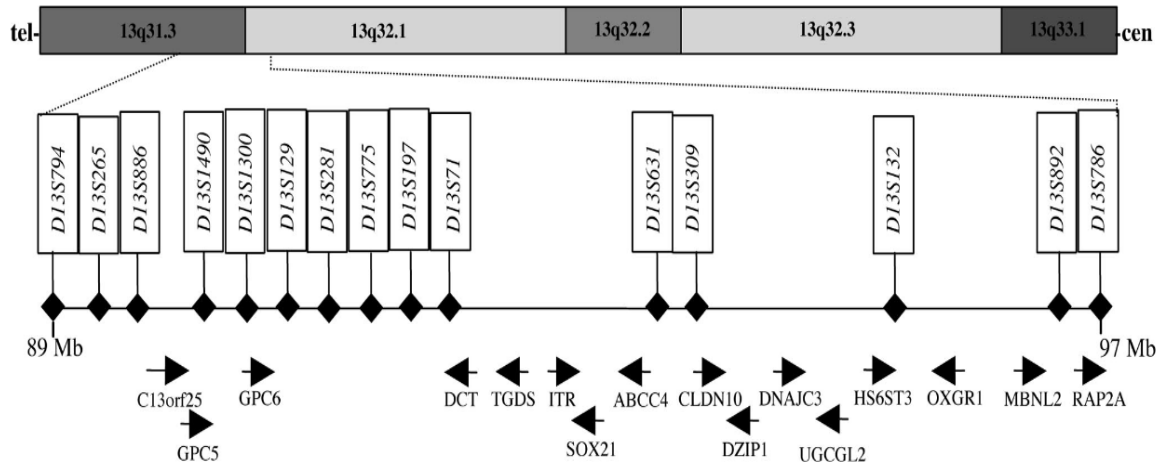 tel- 13q31.3 13q32.1 13q32.2 13q32.3 13q33.1 -cen
D13S794 D13S265 D13S886 D13S1490 D13S1300 D13S129 D13S281 D13S775 D13S197 D13S71 D13S631 D13S309 D13S132 D13S892 D13S786
89 Mb 97 Mb
C13orf25 GPC6 DCT TGDS ITR ABCC4 CLDN10 DNAJC3 HS6ST3 OXGR1 MBNL2 RAP2A
GPC5 SOX21 DZIP1 UGCGL2